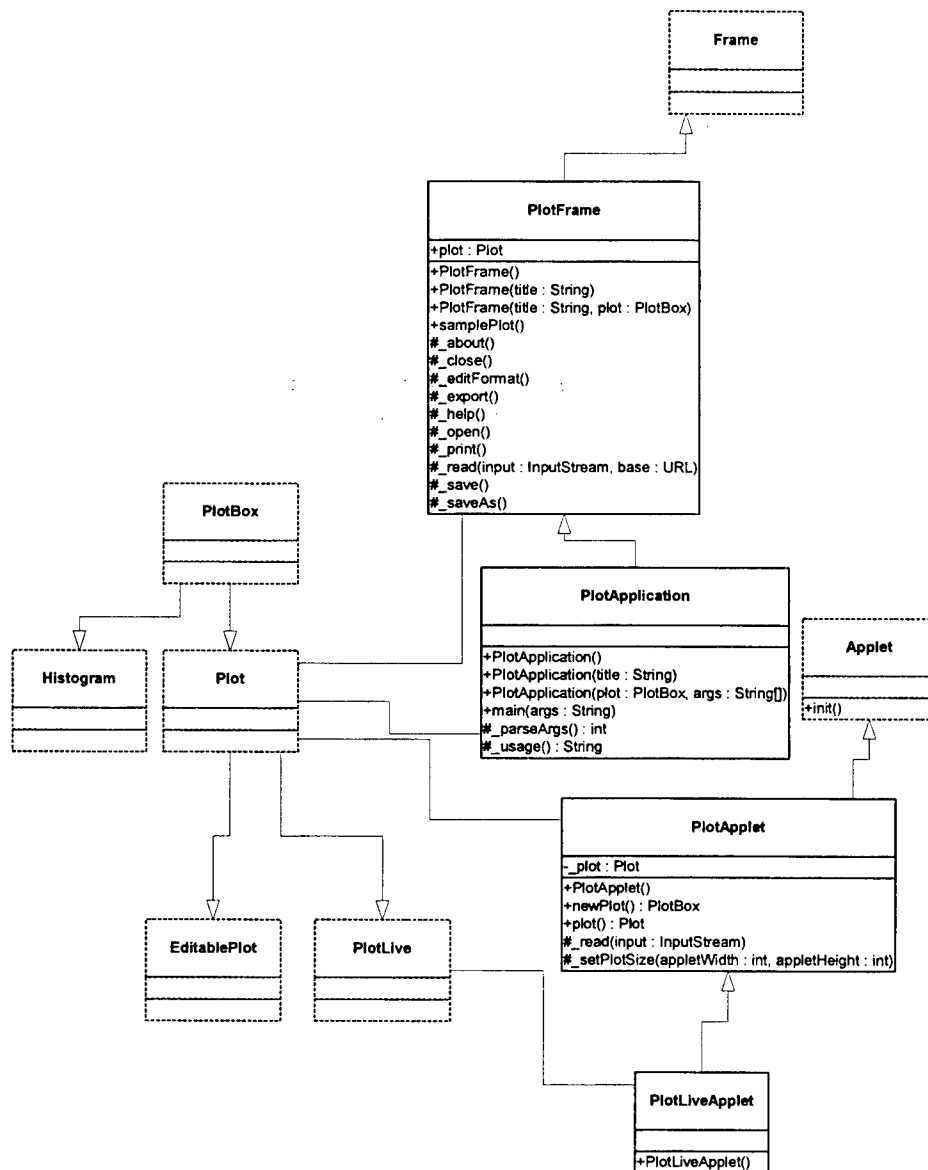 Frame
PlotFrame
+plot : Plot
+PlotFrame()
+PlotFrame(title : String)
+PlotFrame(title : String, plot : PlotBox)
+samplePlot()
#_about()
#_close()
#_editFormat()
#_export()
#_help()
#_open()
#_print()
#_read(input : InputStream, base : URL)
#_save()
#_saveAs()
PlotBox
Histogram
Plot
PlotApplication
+PlotApplication()
+PlotApplication(title : String)
+PlotApplication(plot : PlotBox, args : String[])
+main(args : String)
#_parseArgs() : int
#_usage() : String
Applet
+init()
PlotApplet
-_plot : Plot
+PlotApplet()
+newPlot() : PlotBox
+plot() : Plot
#_read(input : InputStream)
#_setPlotSize(appletWidth : int, appletHeight : int)
EditablePlot
PlotLive
PlotLiveApplet
+PlotLiveApplet()